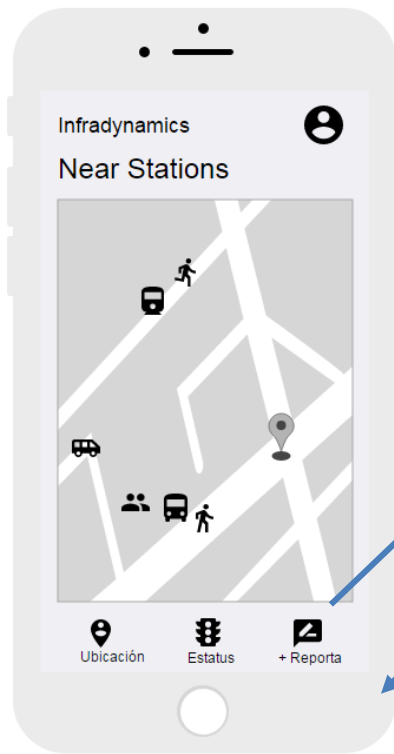 Infradynamics
Near Stations
Ubicación
Estatus
+ Reporta